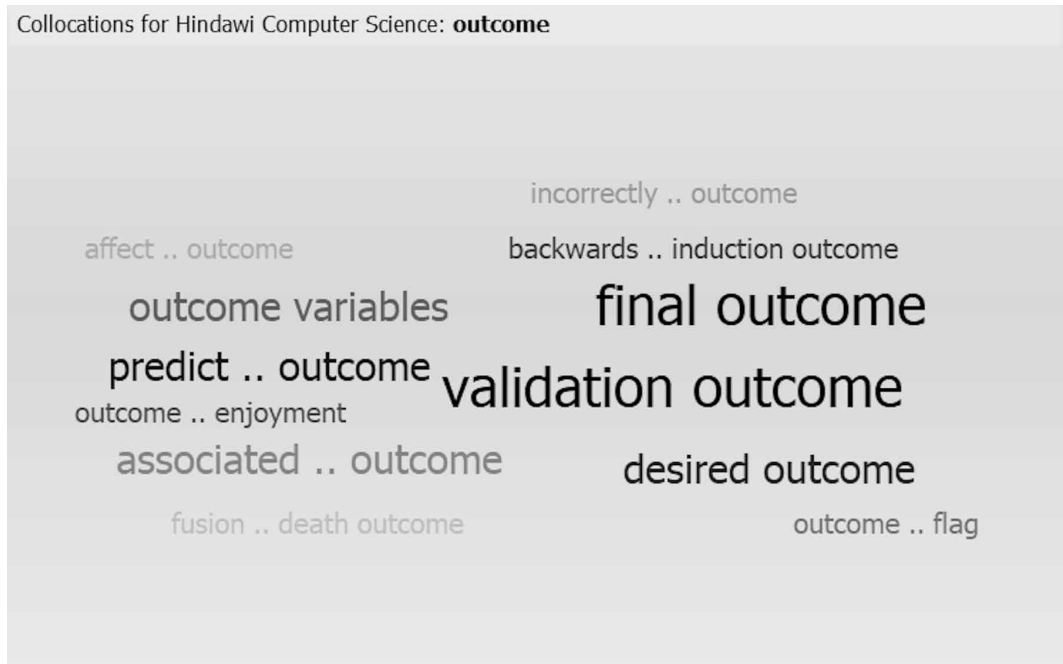 Collocations for Hindawi Computer Science: outcome
incorrectly .. outcome
affect .. outcome
backwards .. induction outcome
outcome variables
final outcome
predict .. outcome
validation outcome
outcome .. enjoyment
associated .. outcome
desired outcome
fusion .. death outcome
outcome .. flag